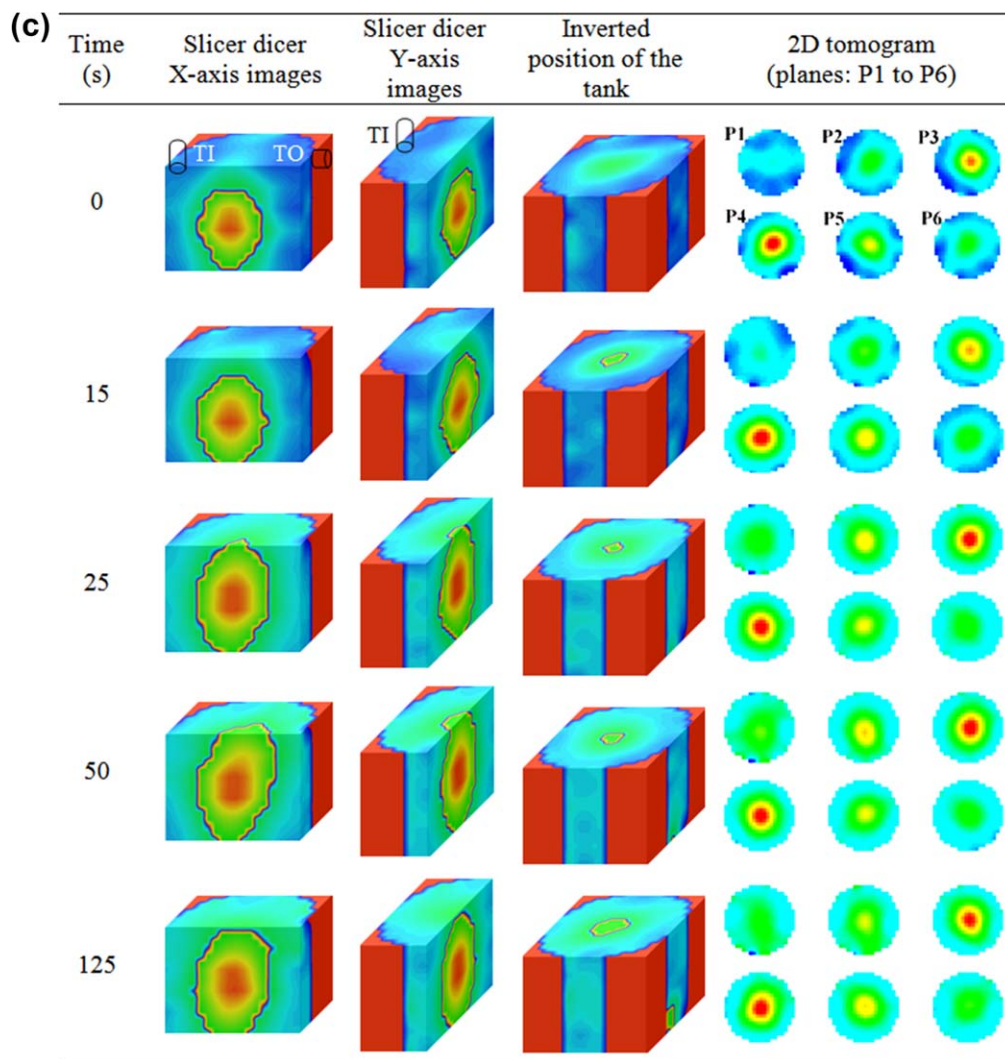 (c)
Time
(s)
Slicer dicer
X-axis images
Slicer dicer
Y-axis
images
Inverted
position of the
tank
2D tomogram
(planes: P1 to P6)
0
TI TO
TI
P1 P2 P3
P4 P5 P6
15
25
50
125